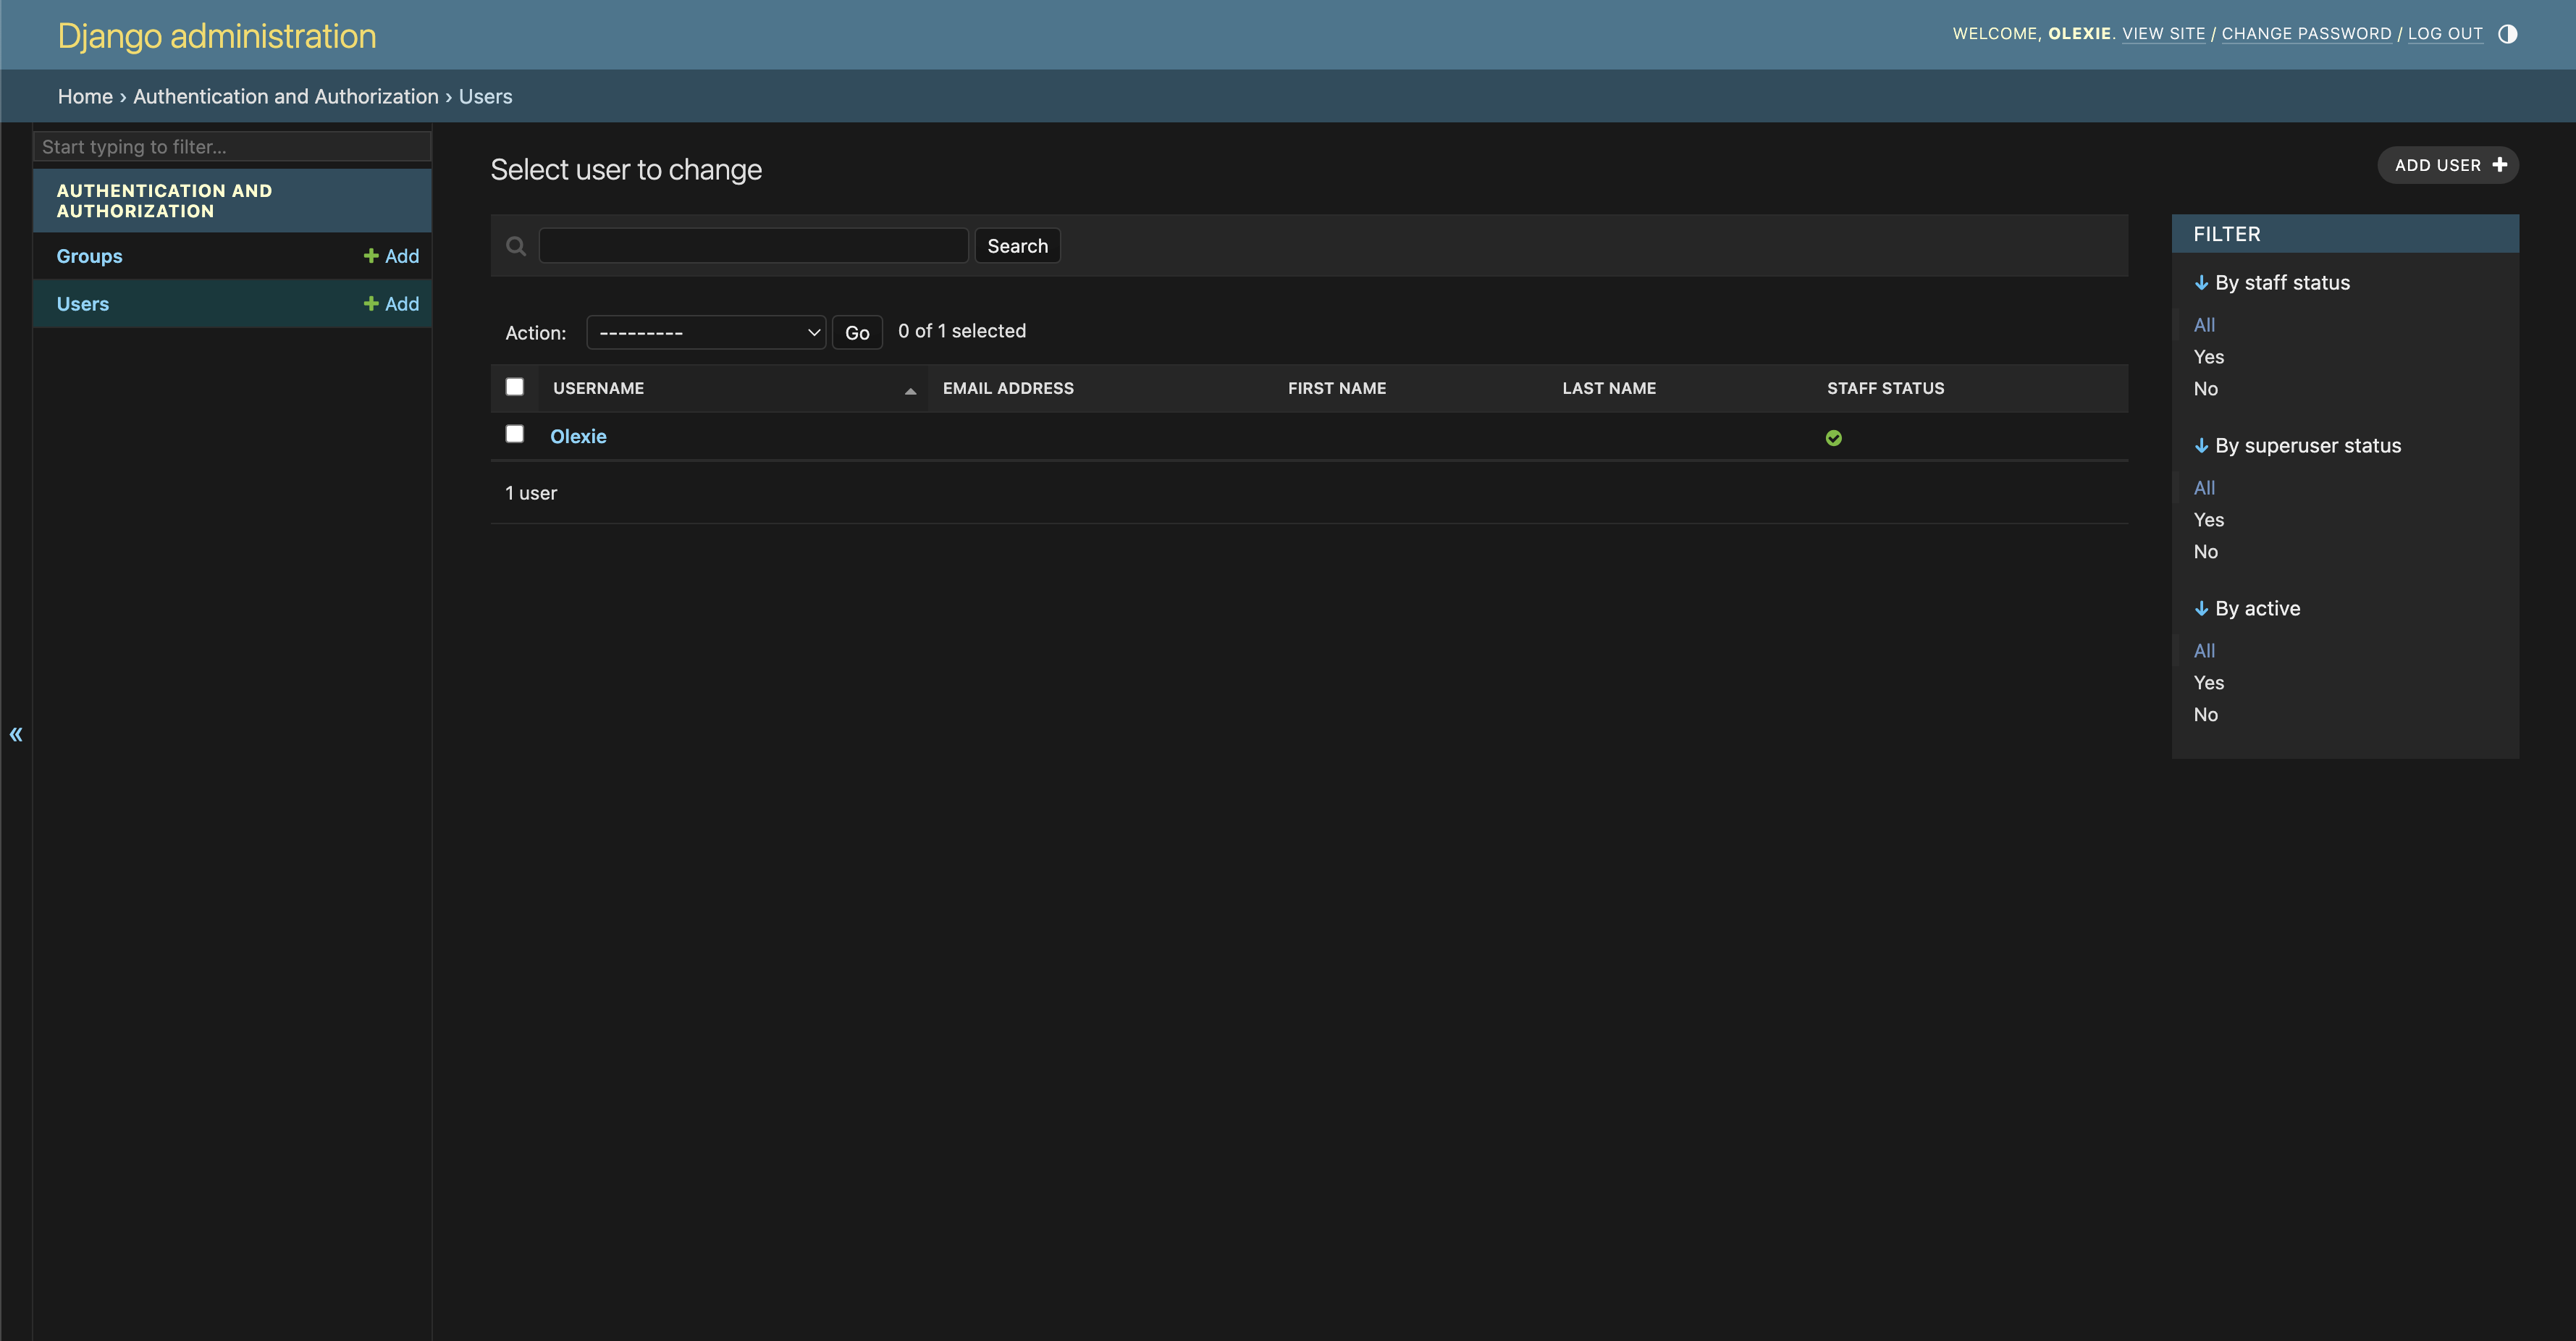 Django administration
WELCOME, OLEXIE. VIEW SITE / CHANGE PASSWORD / LOG OUT
Home › Authentication and Authorization › Users
Start typing to filter...
AUTHENTICATION AND
AUTHORIZATION
Groups
Add
Users
Add
«
Select user to change
ADD USER
Search
Action:
---------
Go
0 of 1 selected
USERNAME
EMAIL ADDRESS
FIRST NAME
LAST NAME
STAFF STATUS
Olexie
1 user
FILTER
By staff status
All
Yes
No
By superuser status
All
Yes
No
By active
All
Yes
No